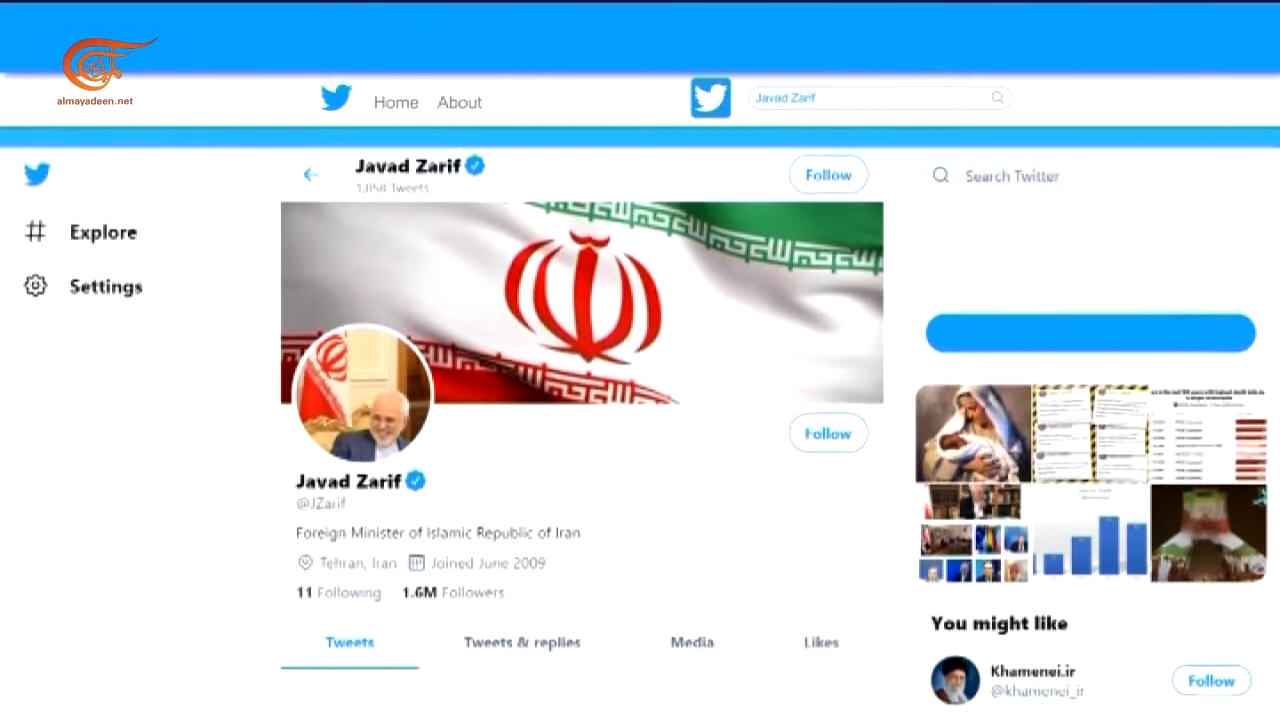 almayadeen.net
Home About
Javad Zarif
Javad Zarif
1,058 Tweets
Follow
Search Twitter
Explore
Settings
Follow
Javad Zarif
@JZarif
Foreign Minister of Islamic Republic of Iran
Tehran, Iran Joined June 2009
11 Following 1.6M Followers
Tweets Tweets & replies Media Likes
You might like
Khamenei.ir
@khamenei_ir
Follow